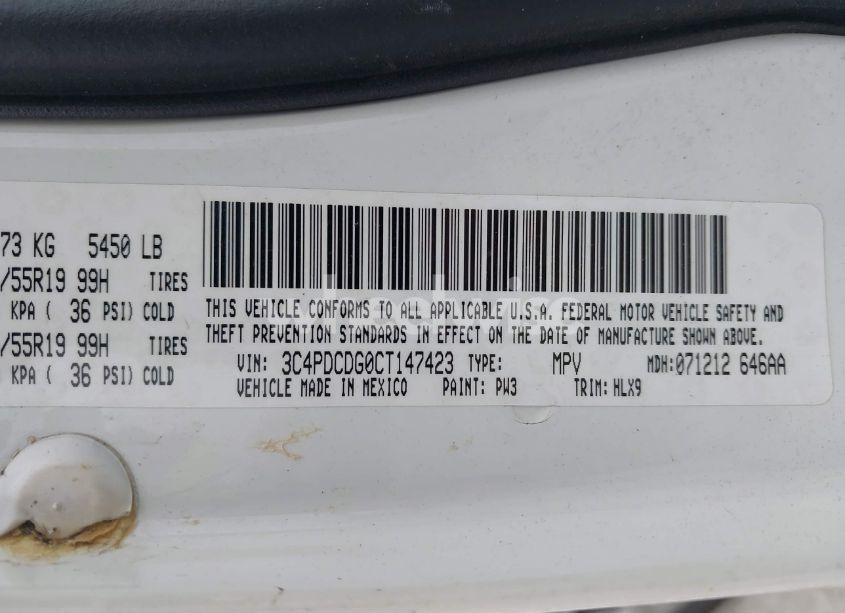 73 KG 5450 LB
/55R19 99H TIRES
KPA ( 36 PSI) COLD
/55R19 99H
KPA ( 36 PSI) COLD
THIS VEHICLE CONFORMS TO ALL APPLICABLE U.S.A. FEDERAL MOTOR VEHICLE SAFETY AND
THEFT PREVENTION STANDARDS IN EFFECT ON THE DATE OF MANUFACTURE SHOWN ABOVE.
VIN: 3C4PDCDG0CT147423 TYPE: MPV MDH: 071212 646AA
VEHICLE MADE IN MEXICO PAINT: PW3 TRIM: HLX9